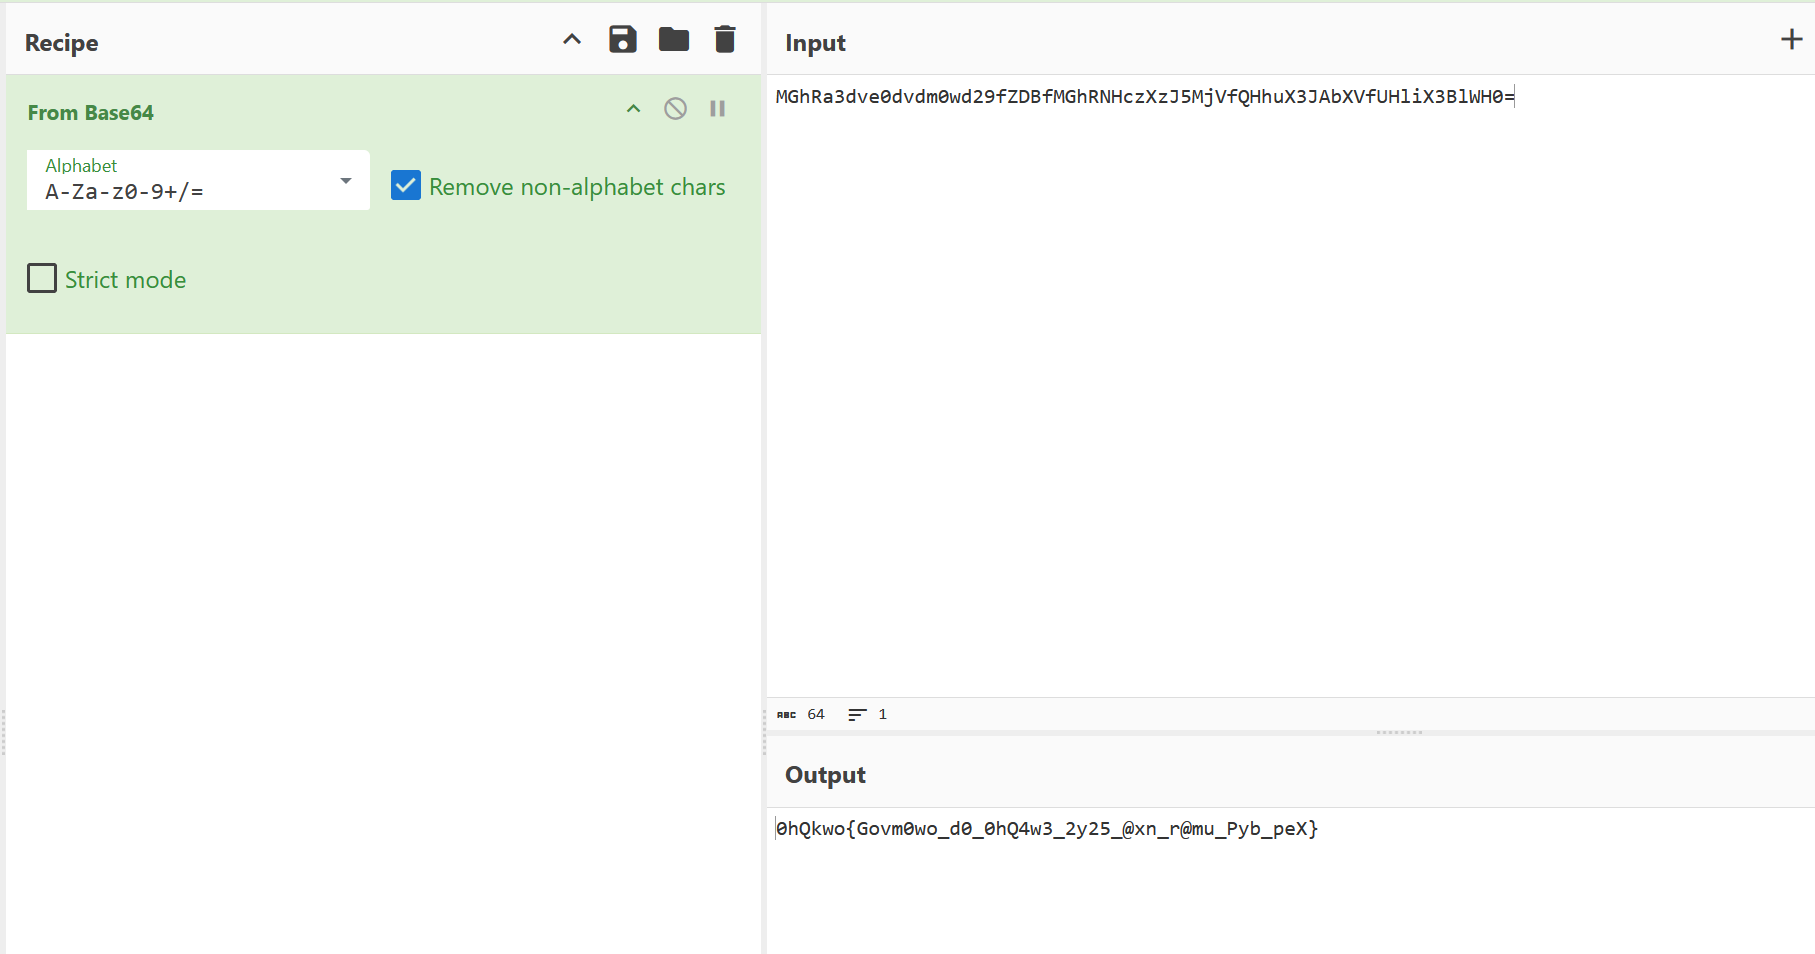 Recipe
From Base64
Alphabet
A-Za-z0-9+/=
Remove non-alphabet chars
Strict mode
Input
MGhRa3dve0dvdm0wd29fZDBfMGhRNHczXzJ5MjVfQHhuX3JAbXVfUHliX3BlWH0=
ABC 64 1
Output
0hQkwo{Govm0wo_d0_0hQ4w3_2y25_@xn_r@mu_Pyb_peX}